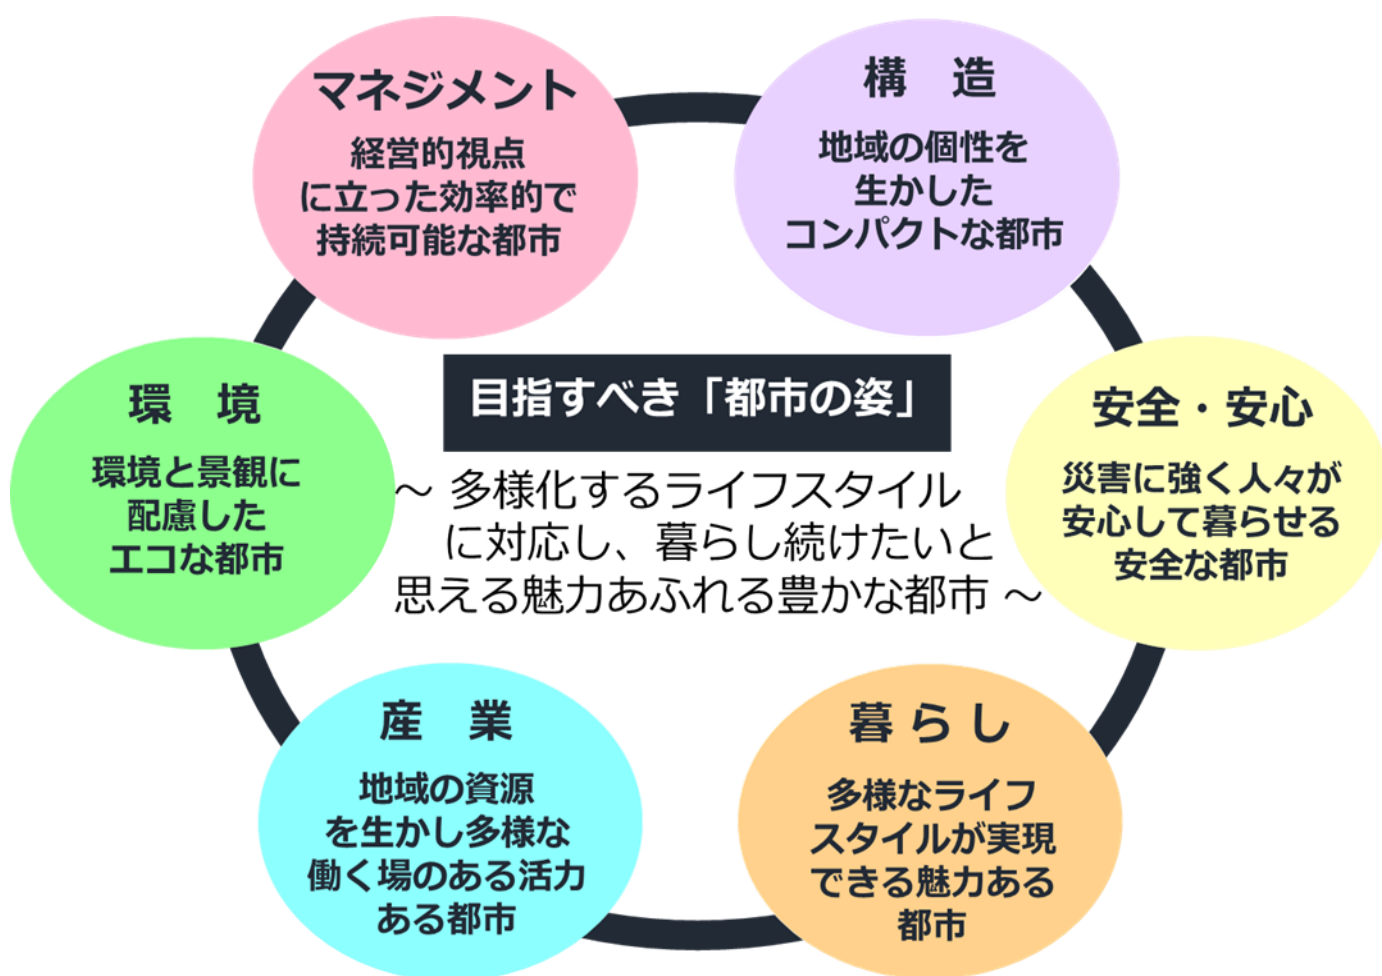 マネジメント
経営的視点
に立った効率的で
持続可能な都市
構　造
地域の個性を
生かした
コンパクトな都市
環　境
環境と景観に
配慮した
エコな都市
目指すべき「都市の姿」
～ 多様化するライフスタイル
に対応し、暮らし続けたいと
思える魅力あふれる豊かな都市 ～
安全・安心
災害に強く人々が
安心して暮らせる
安全な都市
産　業
地域の資源
を生かし多様な
働く場のある活力
ある都市
暮 ら し
多様なライフ
スタイルが実現
できる魅力ある
都市